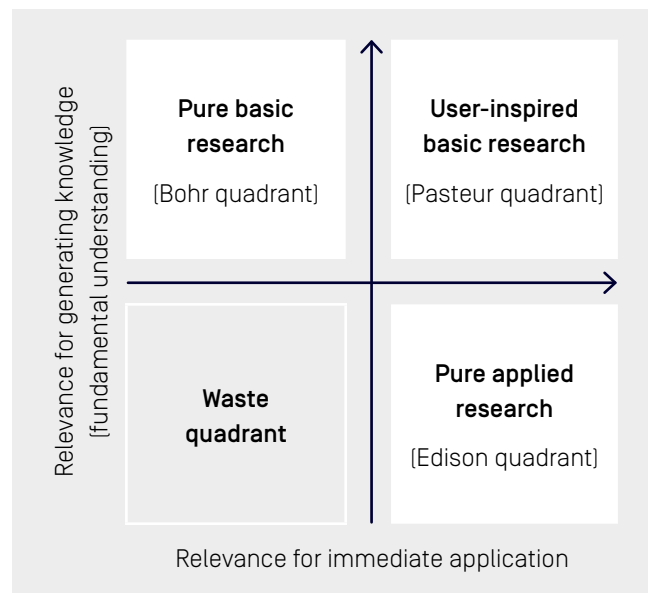 Relevance for generating knowledge
(fundamental understanding)
Pure basic
research
(Bohr quadrant)
User-inspired
basic research
(Pasteur quadrant)
Waste
quadrant
Pure applied
research
(Edison quadrant)
Relevance for immediate application